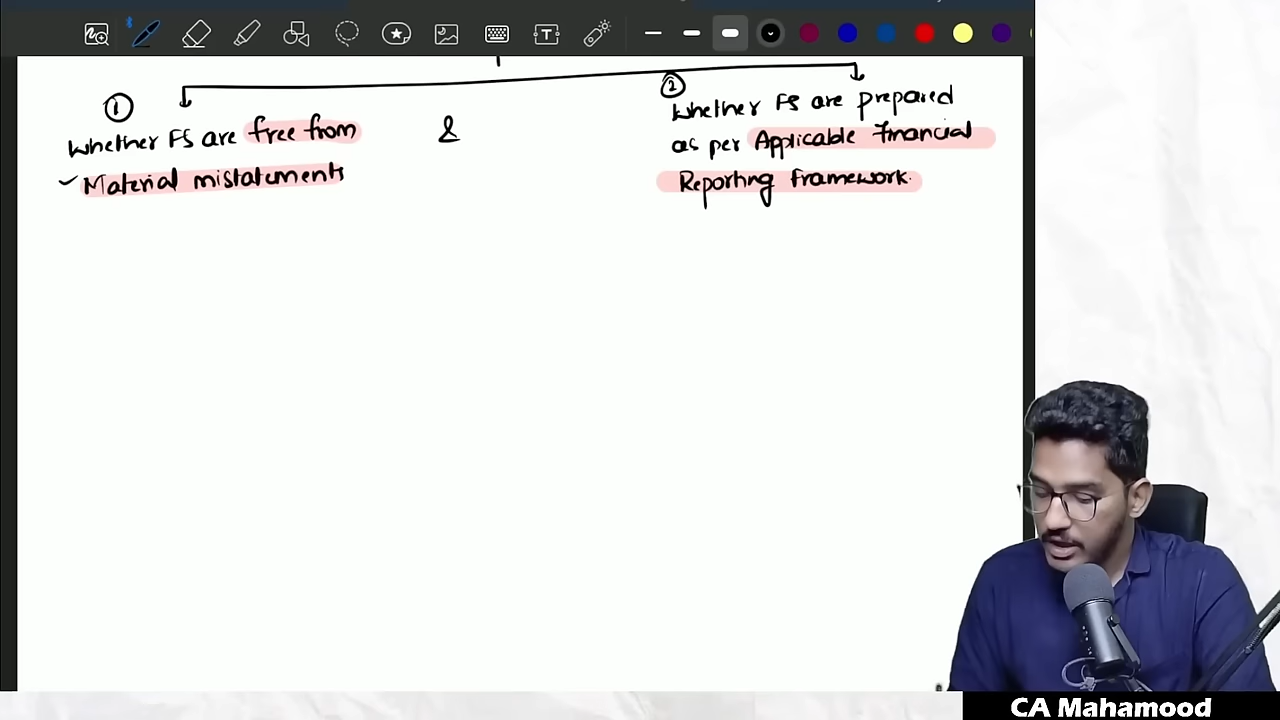 ①
Whether FS are free from
Material mistatements
&
②
Whether FS are prepared
as per Applicable Financial
Reporting Framework.
CA Mahamood